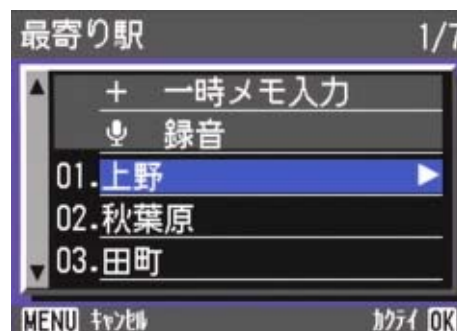 最寄り駅 1/7
+ 一時メモ入力
録音
01.上野
02.秋葉原
03.田町
MENU ｷｬﾝｾﾙ ｶｸﾃｲ OK